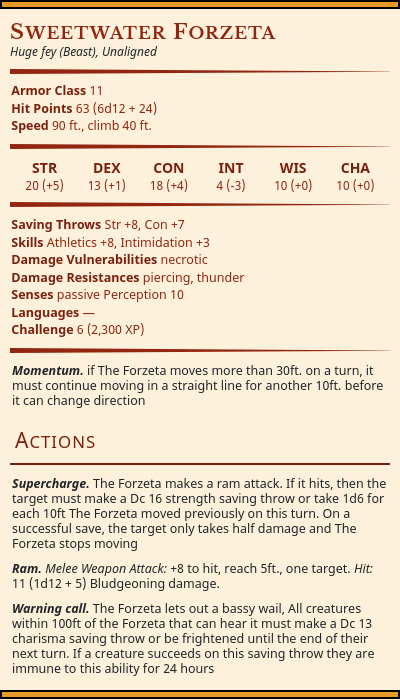 Sweetwater Forzeta
Huge fey (Beast), Unaligned
Armor Class 11
Hit Points 63 (6d12 + 24)
Speed 90 ft., climb 40 ft.
STR DEX CON INT WIS CHA
20 (+5) 13 (+1) 18 (+4) 4 (-3) 10 (+0) 10 (+0)
Saving Throws Str +8, Con +7
Skills Athletics +8, Intimidation +3
Damage Vulnerabilities necrotic
Damage Resistances piercing, thunder
Senses passive Perception 10
Languages —
Challenge 6 (2,300 XP)
Momentum. if The Forzeta moves more than 30ft. on a turn, it
must continue moving in a straight line for another 10ft. before
it can change direction
Actions
Supercharge. The Forzeta makes a ram attack. If it hits, then the
target must make a Dc 16 strength saving throw or take 1d6 for
each 10ft The Forzeta moved previously on this turn. On a
successful save, the target only takes half damage and The
Forzeta stops moving
Ram. Melee Weapon Attack: +8 to hit, reach 5ft., one target. Hit:
11 (1d12 + 5) Bludgeoning damage.
Warning call. The Forzeta lets out a bassy wail, All creatures
within 100ft of the Forzeta that can hear it must make a Dc 13
charisma saving throw or be frightened until the end of their
next turn. If a creature succeeds on this saving throw they are
immune to this ability for 24 hours